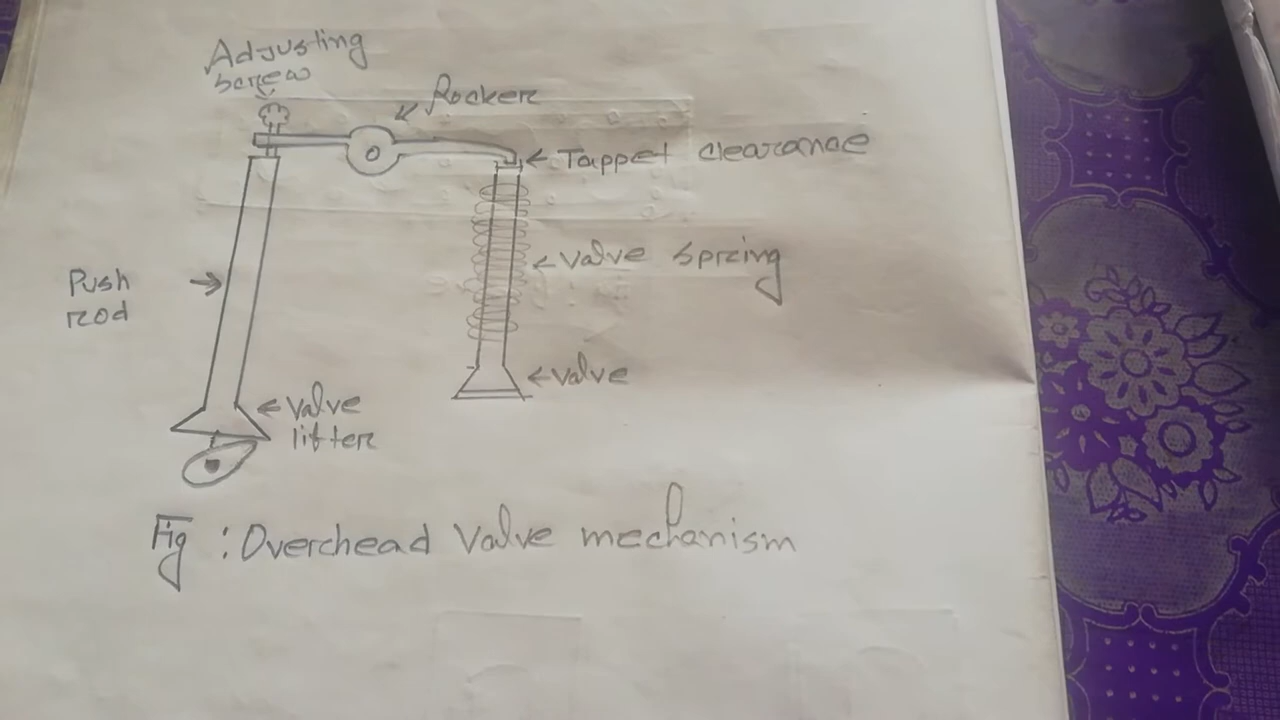 Adjusting
screw
Rocker
Tappet clearance
Push
rod
valve spring
valve
valve
lifter
Fig : Overhead Valve mechanism